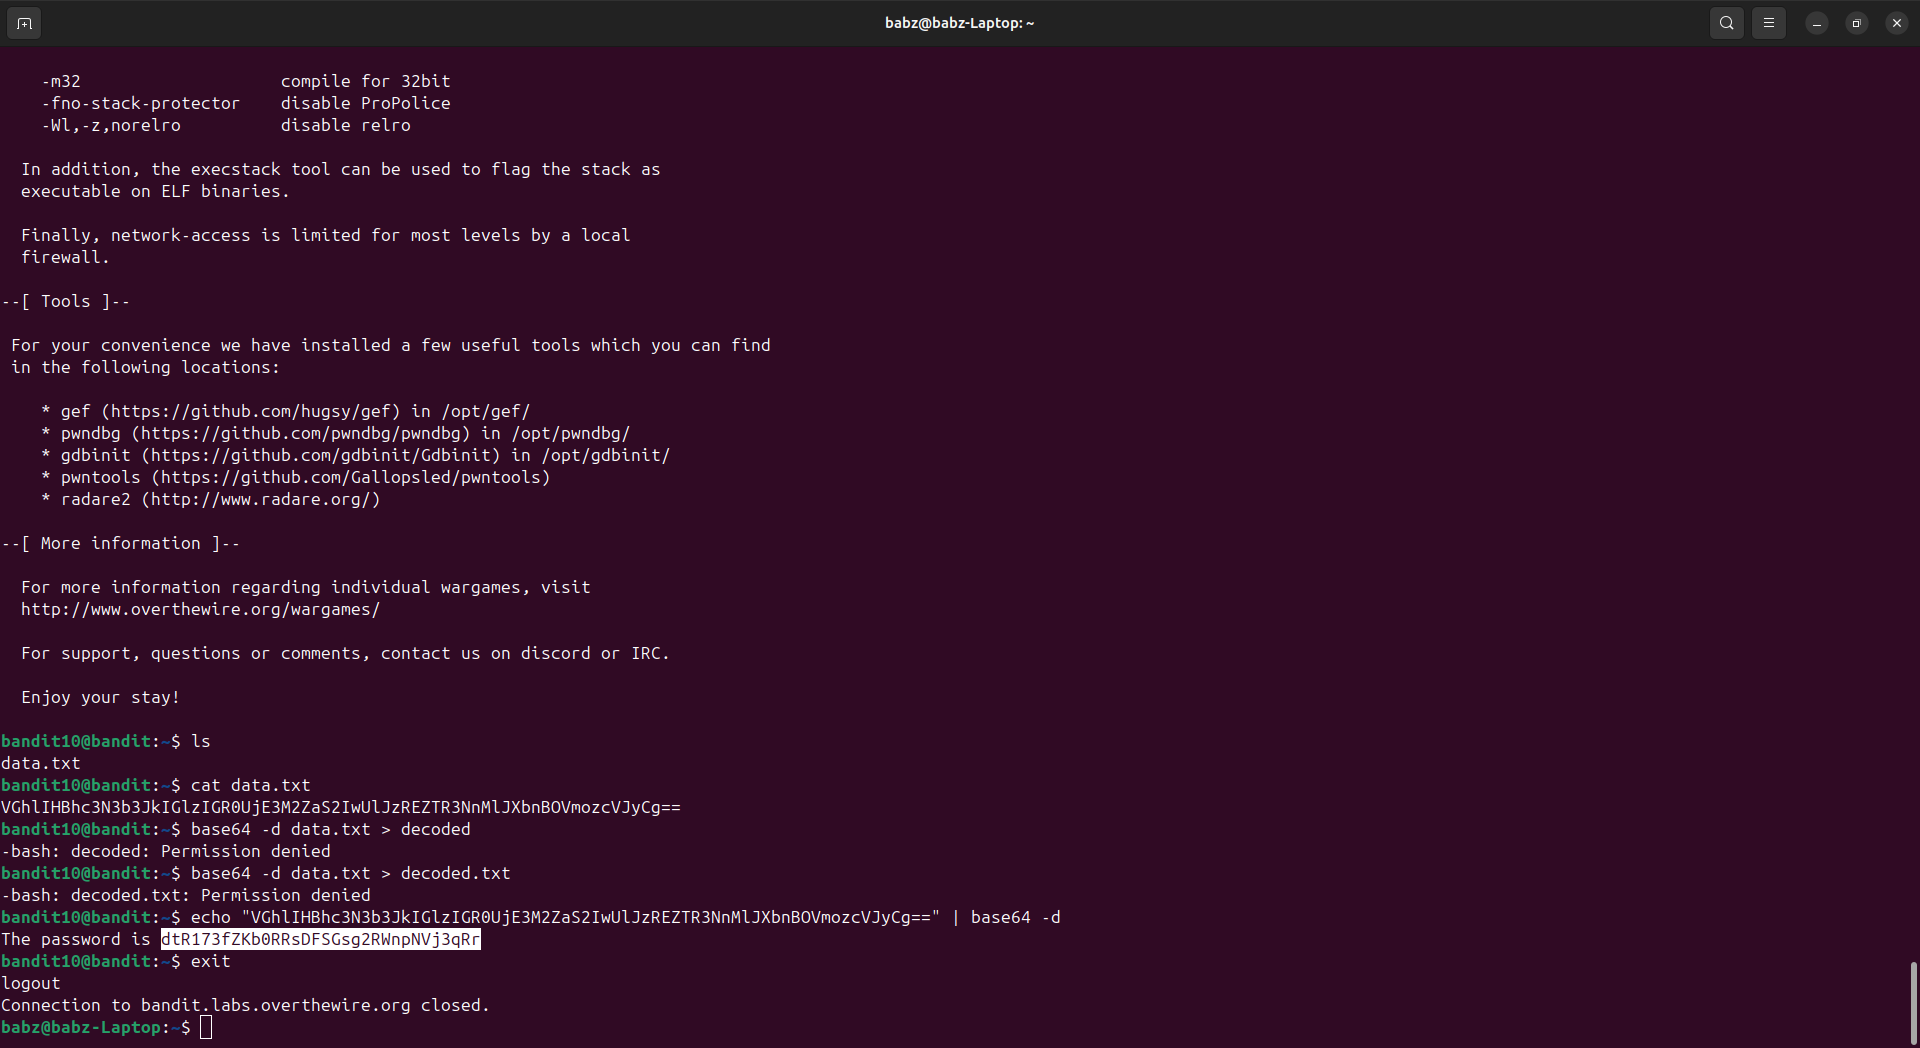 babz@babz-Laptop: ~
-m32 compile for 32bit
-fno-stack-protector disable ProPolice
-Wl,-z,norelro disable relro
In addition, the execstack tool can be used to flag the stack as
executable on ELF binaries.
Finally, network-access is limited for most levels by a local
firewall.
--[ Tools ]--
For your convenience we have installed a few useful tools which you can find
in the following locations:
* gef (https://github.com/hugsy/gef) in /opt/gef/
* pwndbg (https://github.com/pwndbg/pwndbg) in /opt/pwndbg/
* gdbinit (https://github.com/gdbinit/Gdbinit) in /opt/gdbinit/
* pwntools (https://github.com/Gallopsled/pwntools)
* radare2 (http://www.radare.org/)
--[ More information ]--
For more information regarding individual wargames, visit
http://www.overthewire.org/wargames/
For support, questions or comments, contact us on discord or IRC.
Enjoy your stay!
bandit10@bandit:~$ ls
data.txt
bandit10@bandit:~$ cat data.txt
VGhlIHBhc3N3b3JkIGlzIGR0UjE3M2ZaS2IwUlJzREZTR3NnMlJXbnBOVmozcVJyCg==
bandit10@bandit:~$ base64 -d data.txt > decoded
-bash: decoded: Permission denied
bandit10@bandit:~$ base64 -d data.txt > decoded.txt
-bash: decoded.txt: Permission denied
bandit10@bandit:~$ echo "VGhlIHBhc3N3b3JkIGlzIGR0UjE3M2ZaS2IwUlJzREZTR3NnMlJXbnBOVmozcVJyCg==" | base64 -d
The password is dtR173fZKb0RRsDFSGsg2RWnpNVj3qRr
bandit10@bandit:~$ exit
logout
Connection to bandit.labs.overthewire.org closed.
babz@babz-Laptop:~$